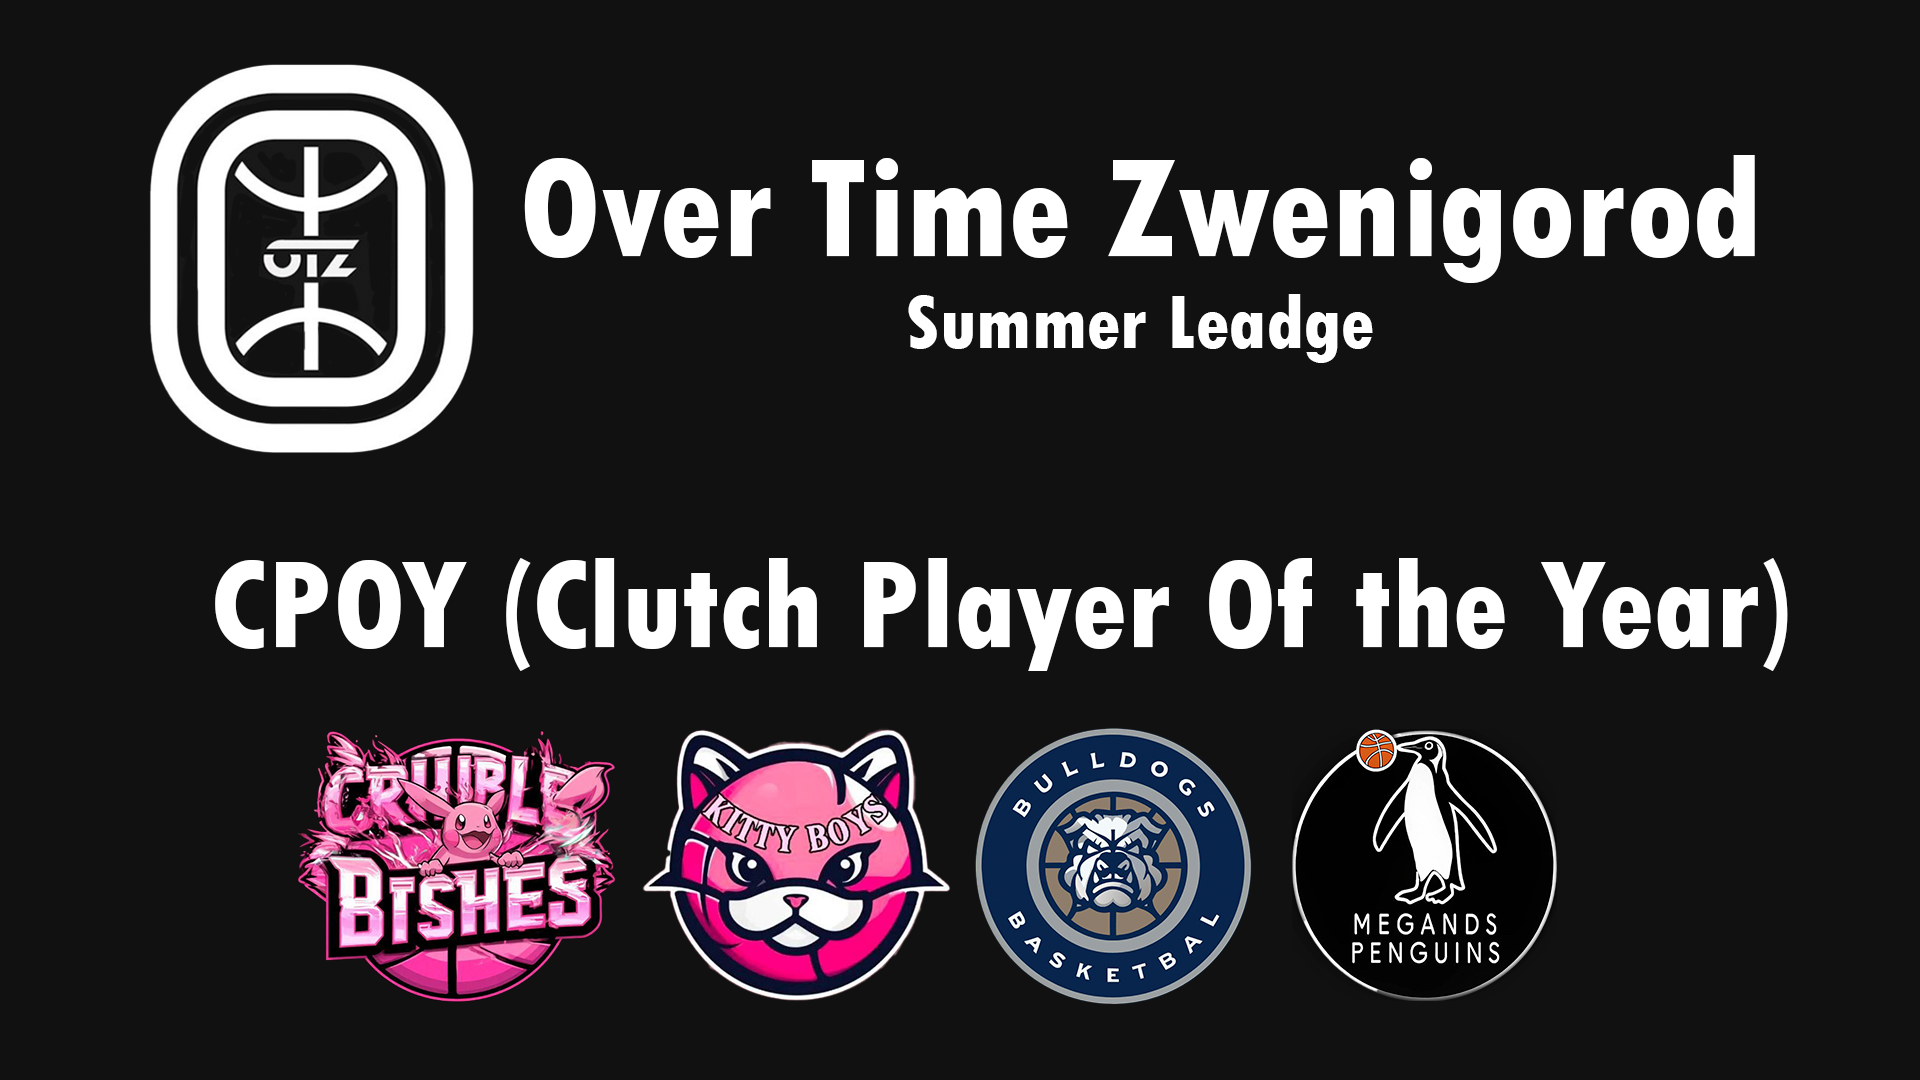 OTZ
Over Time Zwenigorod
Summer Leadge
CPOY (Clutch Player Of the Year)
BISHES
KITTY BOYS
BULLDOGS
BASKETBAL
MEGANDS
PENGUINS